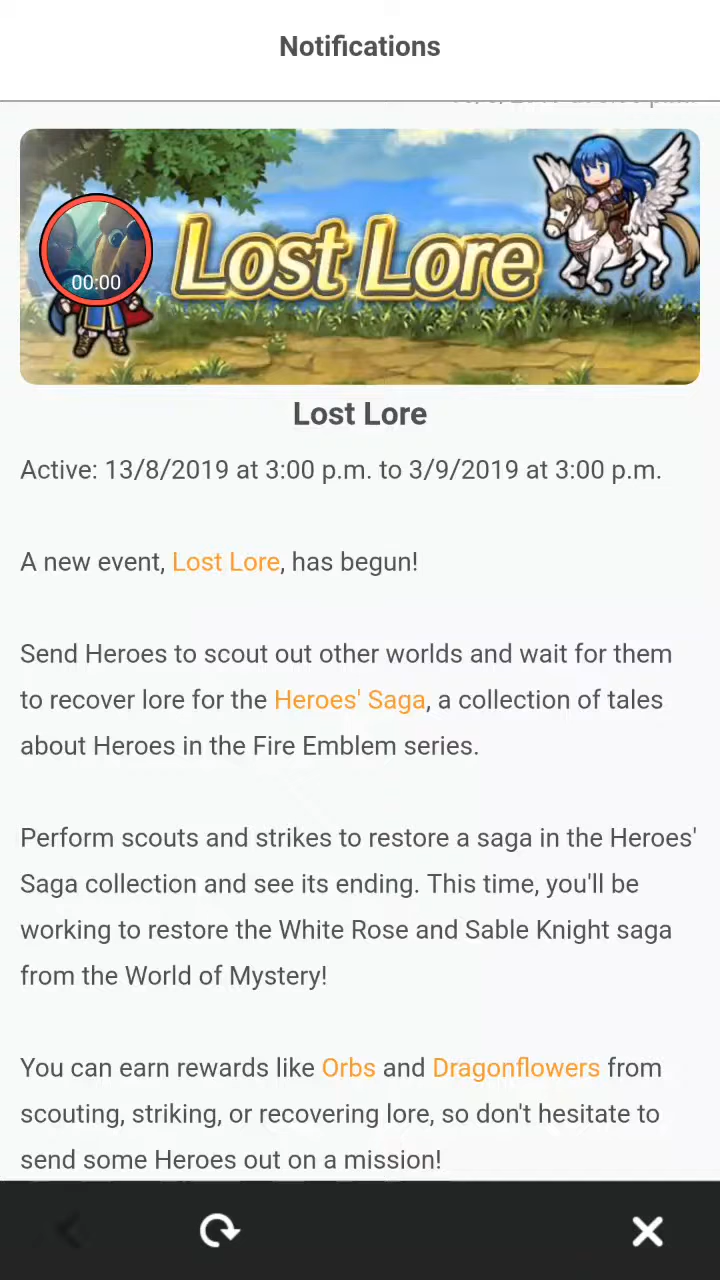 Notifications
Lost Lore
00:00
Lost Lore
Active: 13/8/2019 at 3:00 p.m. to 3/9/2019 at 3:00 p.m.
A new event, Lost Lore, has begun!
Send Heroes to scout out other worlds and wait for them
to recover lore for the Heroes' Saga, a collection of tales
about Heroes in the Fire Emblem series.
Perform scouts and strikes to restore a saga in the Heroes'
Saga collection and see its ending. This time, you'll be
working to restore the White Rose and Sable Knight saga
from the World of Mystery!
You can earn rewards like Orbs and Dragonflowers from
scouting, striking, or recovering lore, so don't hesitate to
send some Heroes out on a mission!